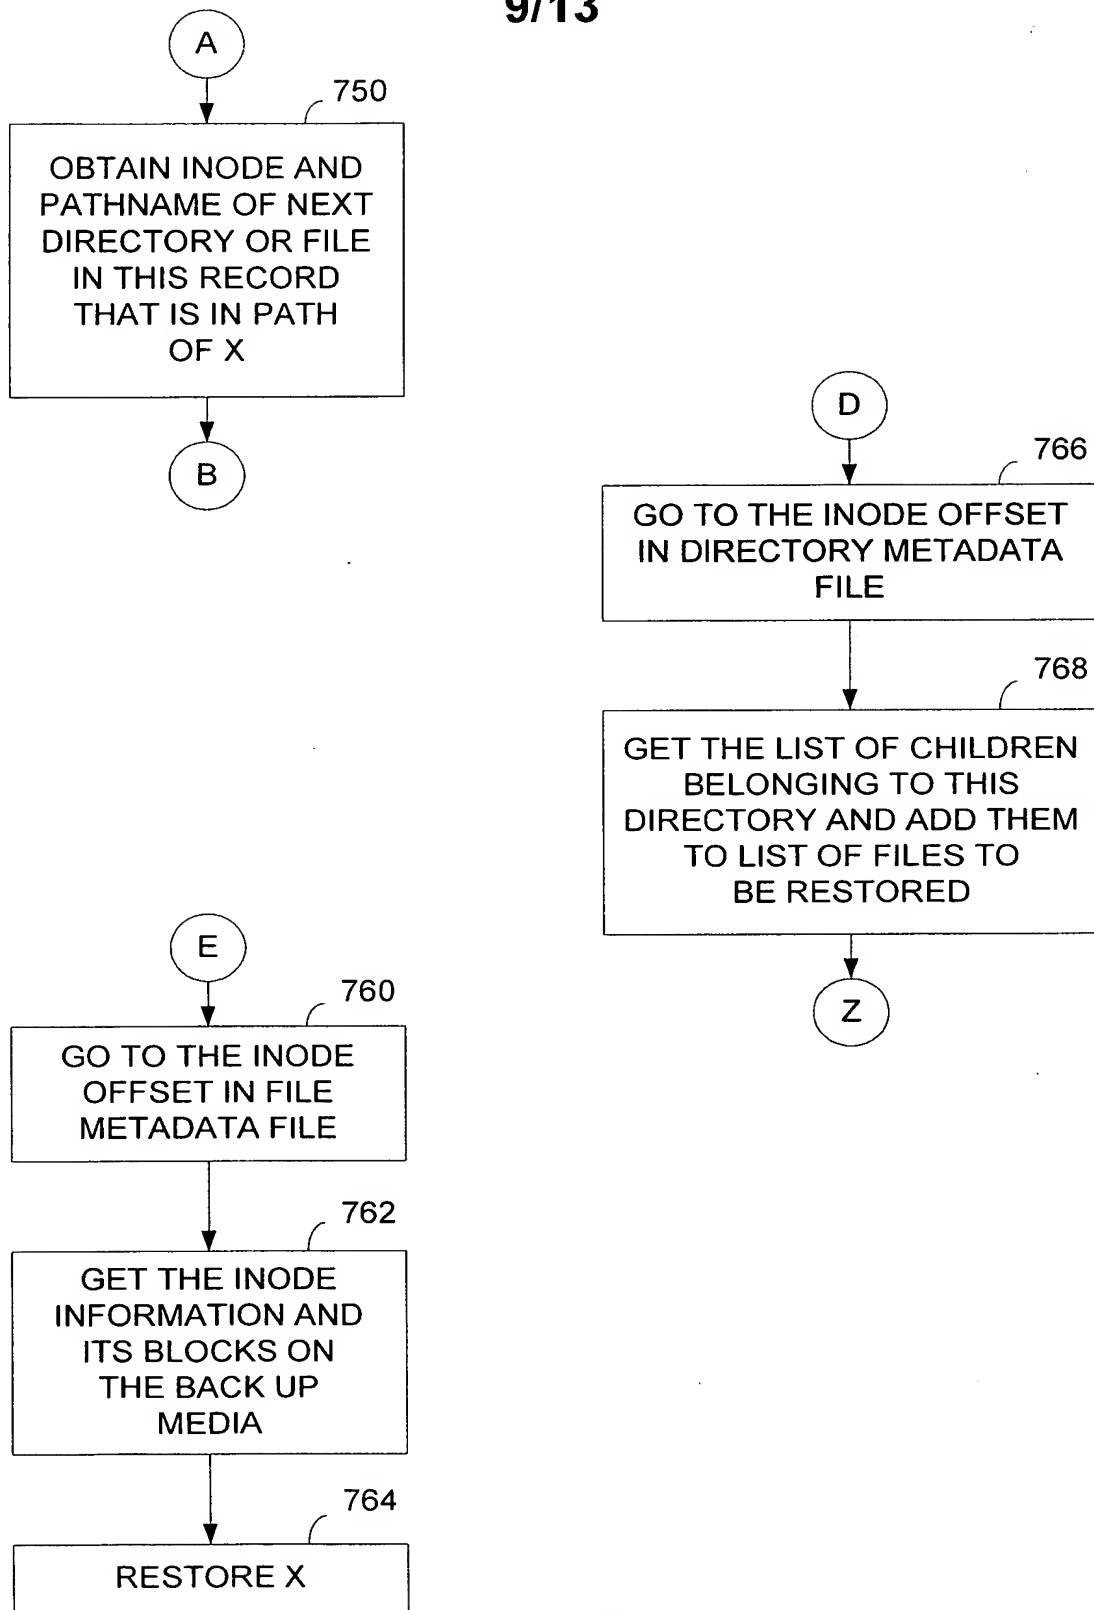 9/13
A
750
OBTAIN INODE AND
PATHNAME OF NEXT
DIRECTORY OR FILE
IN THIS RECORD
THAT IS IN PATH
OF X
B
D
766
GO TO THE INODE OFFSET
IN DIRECTORY METADATA
FILE
768
GET THE LIST OF CHILDREN
BELONGING TO THIS
DIRECTORY AND ADD THEM
TO LIST OF FILES TO
BE RESTORED
Z
E
760
GO TO THE INODE
OFFSET IN FILE
METADATA FILE
762
GET THE INODE
INFORMATION AND
ITS BLOCKS ON
THE BACK UP
MEDIA
764
RESTORE X